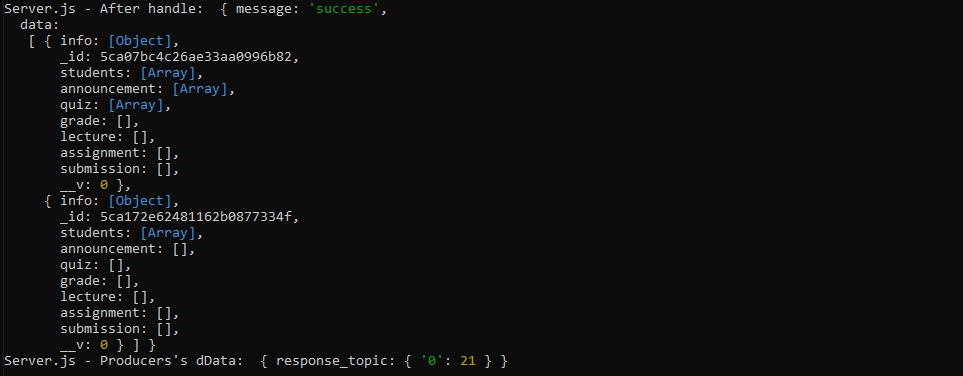 Server.js - After handle:  { message: 'success',
  data:
   [ { info: [Object],
       _id: 5ca07bc4c26ae33aa0996b82,
       students: [Array],
       announcement: [Array],
       quiz: [Array],
       grade: [],
       lecture: [],
       assignment: [],
       submission: [],
       __v: 0 },
     { info: [Object],
       _id: 5ca172e62481162b0877334f,
       students: [Array],
       announcement: [],
       quiz: [],
       grade: [],
       lecture: [],
       assignment: [],
       submission: [],
       __v: 0 } ] }
Server.js - Producers's dData:  { response_topic: { '0': 21 } }